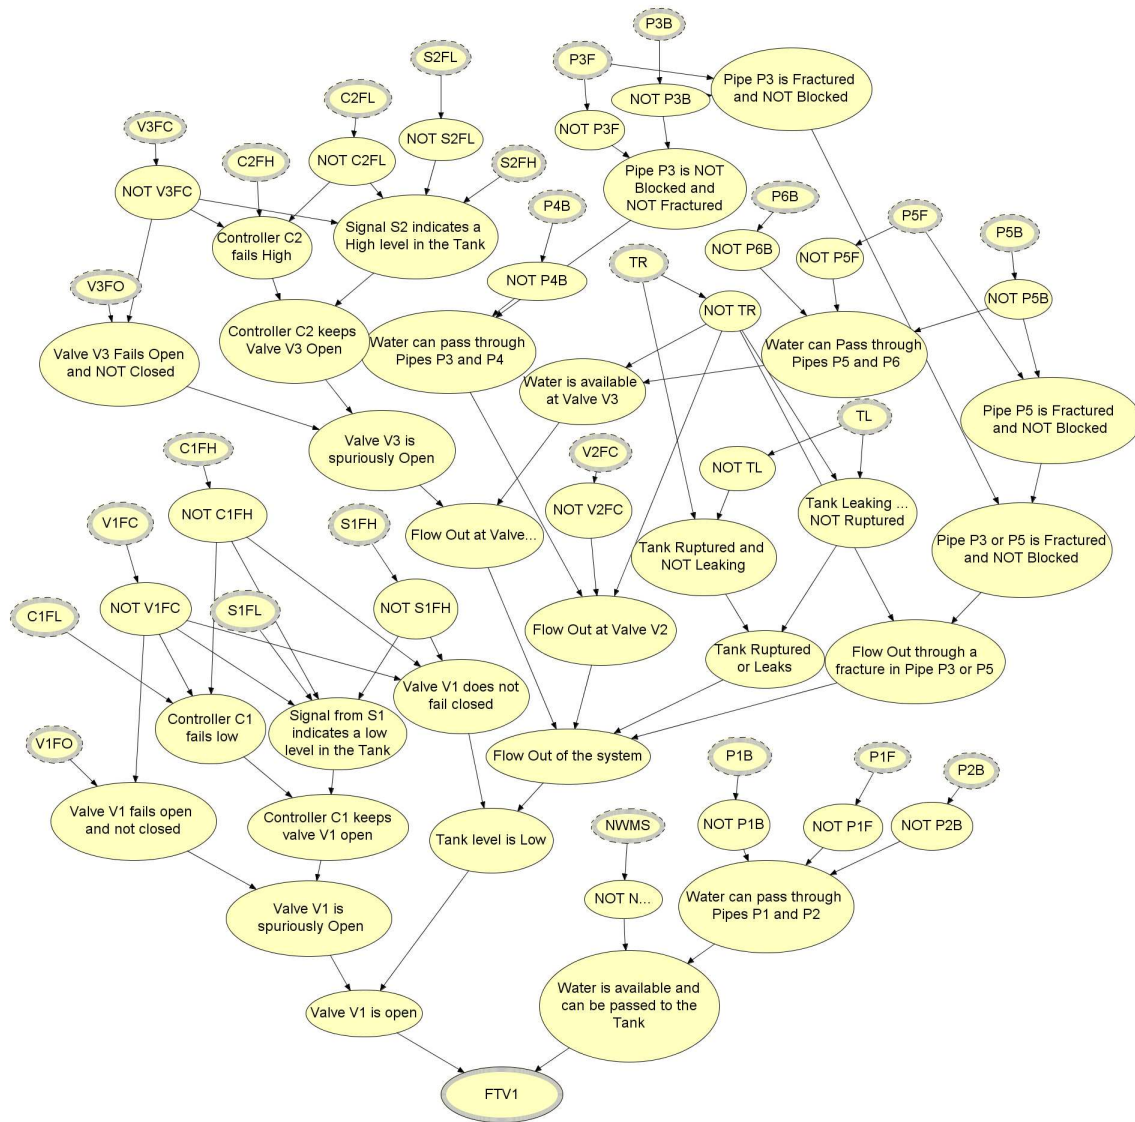 P3B
P3F
S2FL
Pipe P3 is Fractured
and NOT Blocked
NOT P3B
C2FL
V3FC
NOT P3F
NOT S2FL
C2FH
NOT C2FL
S2FH
Pipe P3 is NOT
Blocked and
NOT Fractured
NOT V3FC
P4B
P6B
P5F
P5B
Controller C2
fails High
Signal S2 indicates a
High level in the Tank
NOT P6B
NOT P5F
TR
NOT P4B
V3FO
NOT P5B
NOT TR
Controller C2 keeps
Valve V3 Open
Water can pass through
Pipes P3 and P4
Water can Pass through
Pipes P5 and P6
Valve V3 Fails Open
and NOT Closed
Water is available
at Valve V3
Pipe P5 is Fractured
and NOT Blocked
TL
C1FH
Valve V3 is
spuriously Open
V2FC
NOT TL
V1FC
NOT C1FH
S1FH
NOT V2FC
Tank Leaking ...
NOT Ruptured
Flow Out at Valve...
Tank Ruptured and
NOT Leaking
Pipe P3 or P5 is Fractured
and NOT Blocked
C1FL
NOT V1FC
S1FL
NOT S1FH
Flow Out at Valve V2
Tank Ruptured
or Leaks
Flow Out through a
fracture in Pipe P3 or P5
Valve V1 does not
fail closed
Controller C1
fails low
Signal from S1
indicates a low
level in the Tank
V1FO
Flow Out of the system
P1B
P1F
P2B
Valve V1 fails open
and not closed
Controller C1 keeps
valve V1 open
Tank level is Low
NWMS
NOT P1B
NOT P1F
NOT P2B
Valve V1 is
spuriously Open
NOT N...
Water can pass through
Pipes P1 and P2
Valve V1 is open
Water is available and
can be passed to the
Tank
FTV1